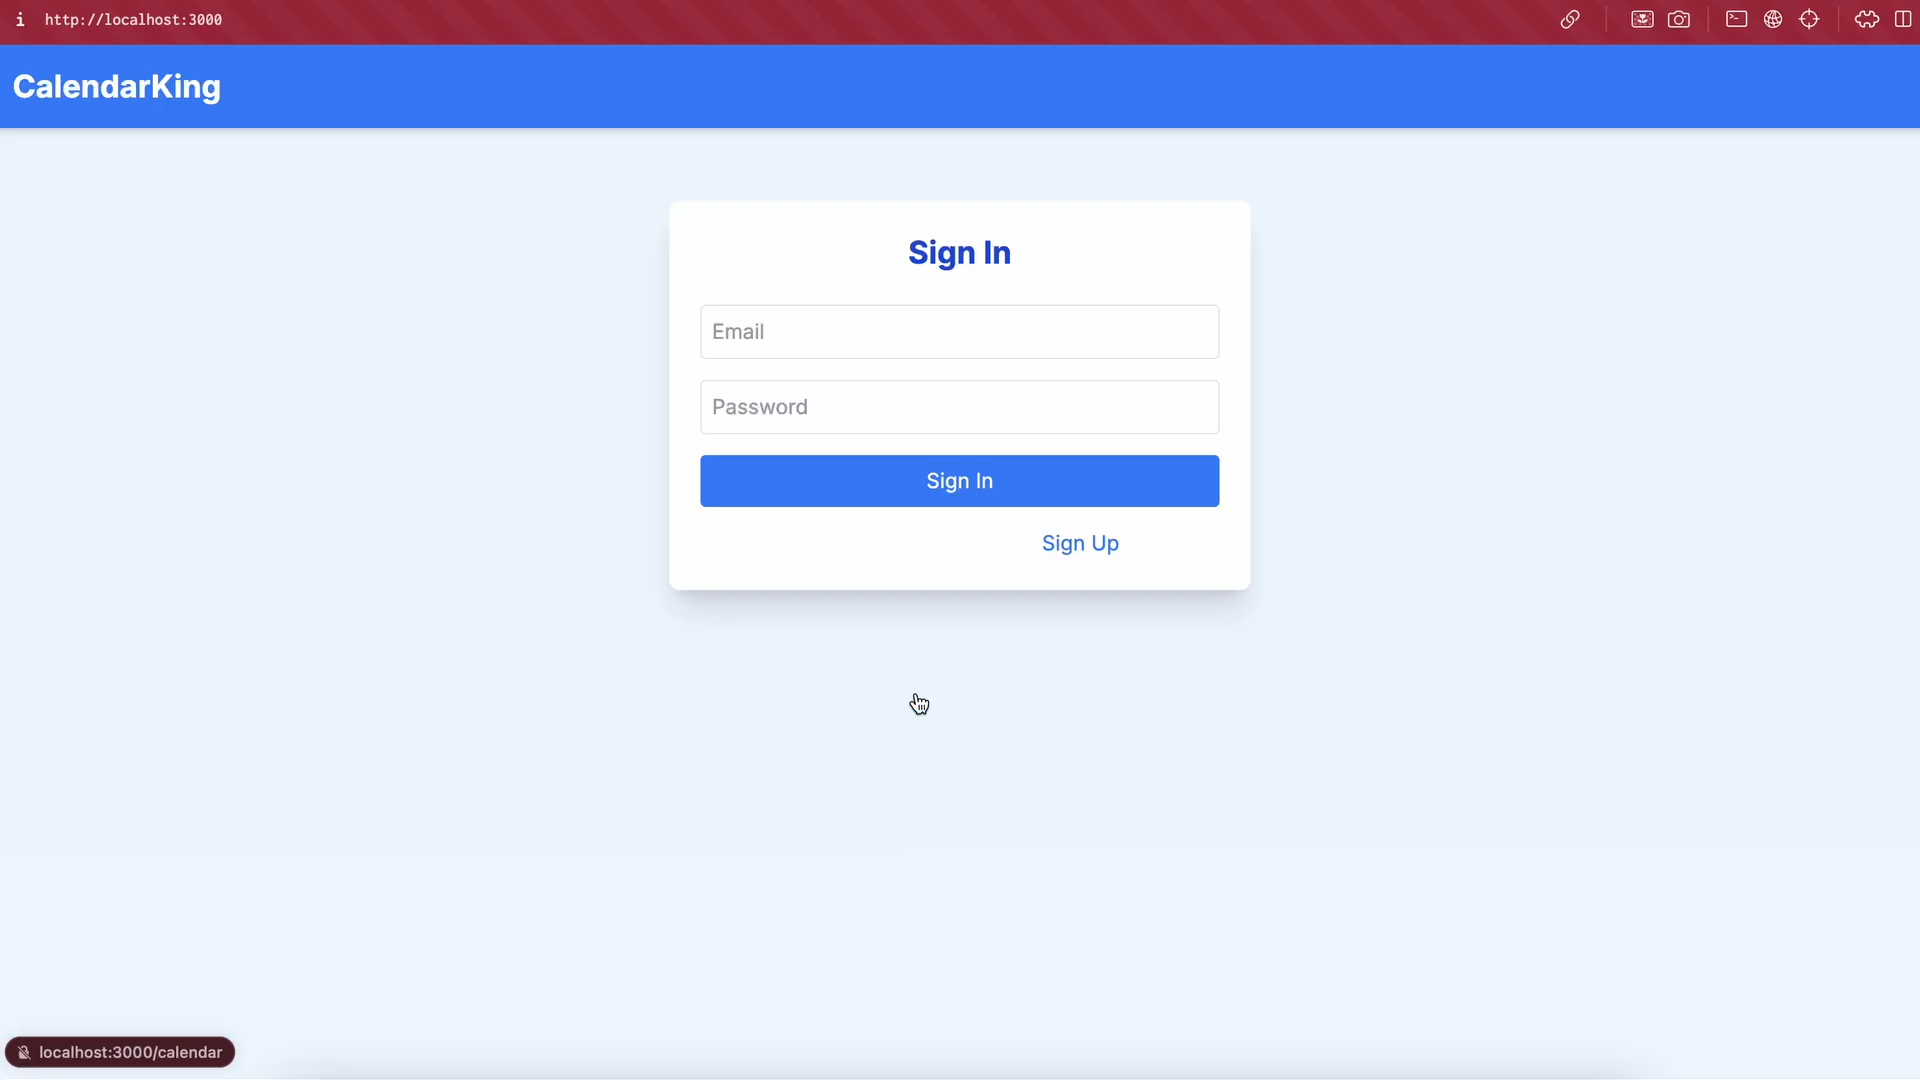 http://localhost:3000
CalendarKing
Sign In
Email
Password
Sign In
Sign Up
localhost:3000/calendar